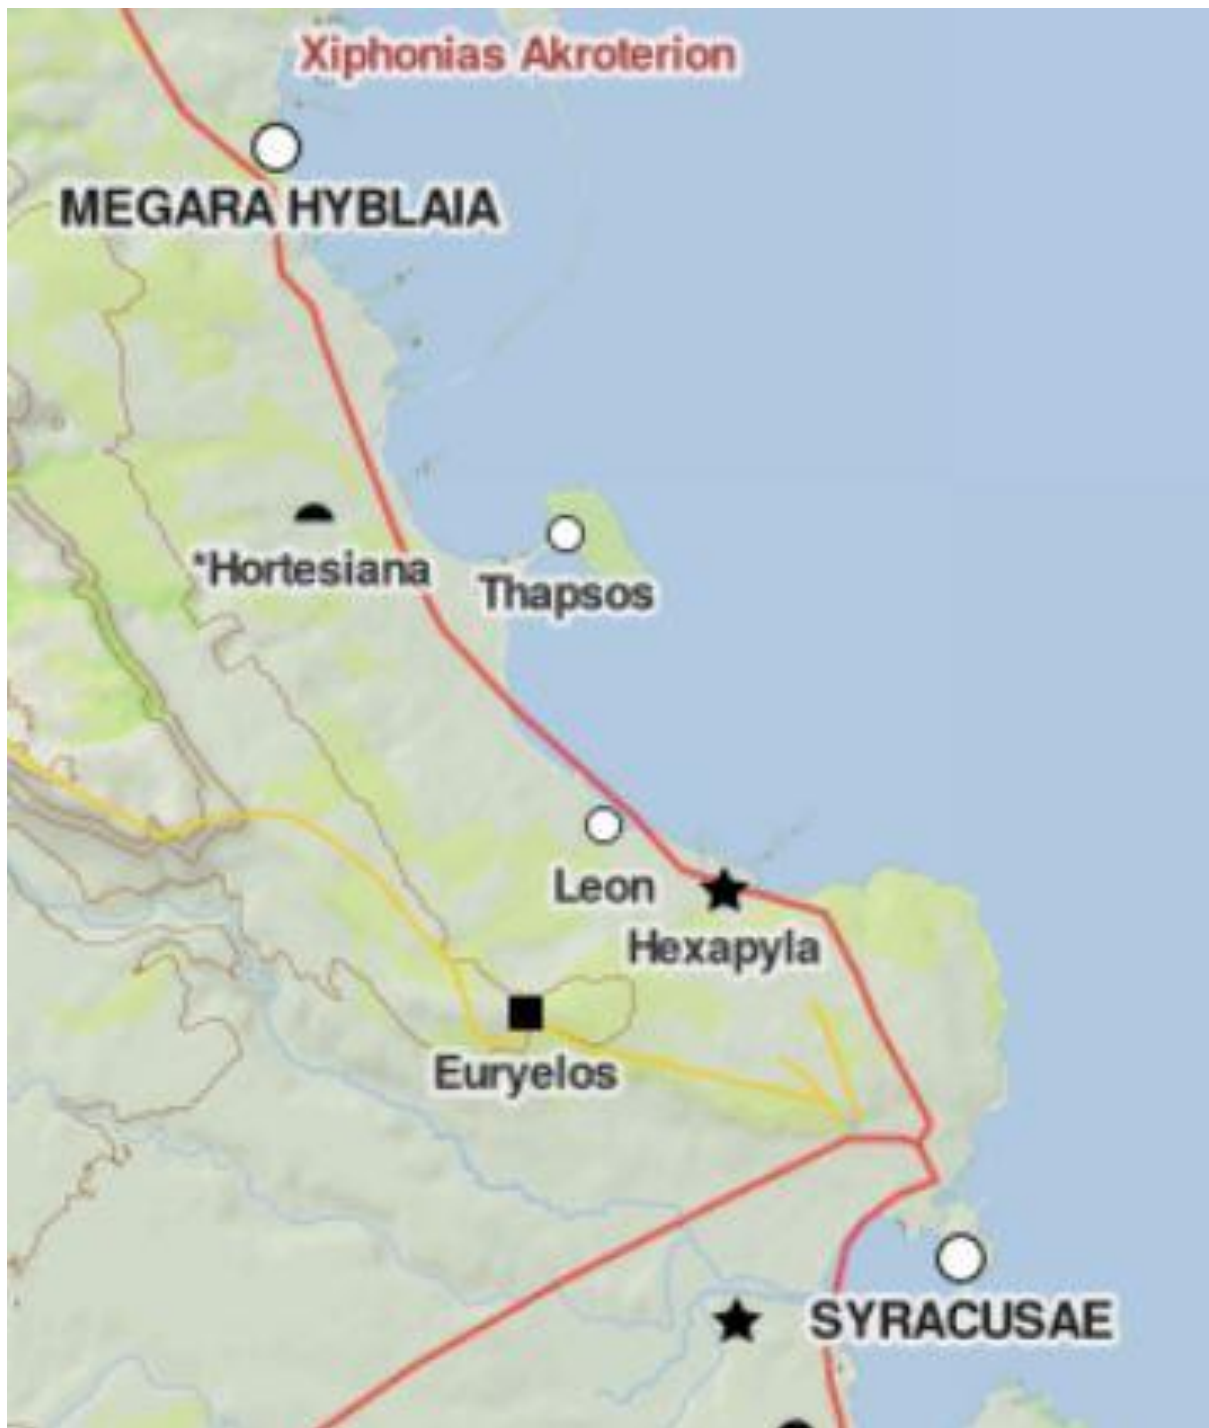 Xiphonias Akroterion
MEGARA HYBLAIA
*Hortesiana
Thapsos
Leon
Hexapyla
Euryelos
SYRACUSAE